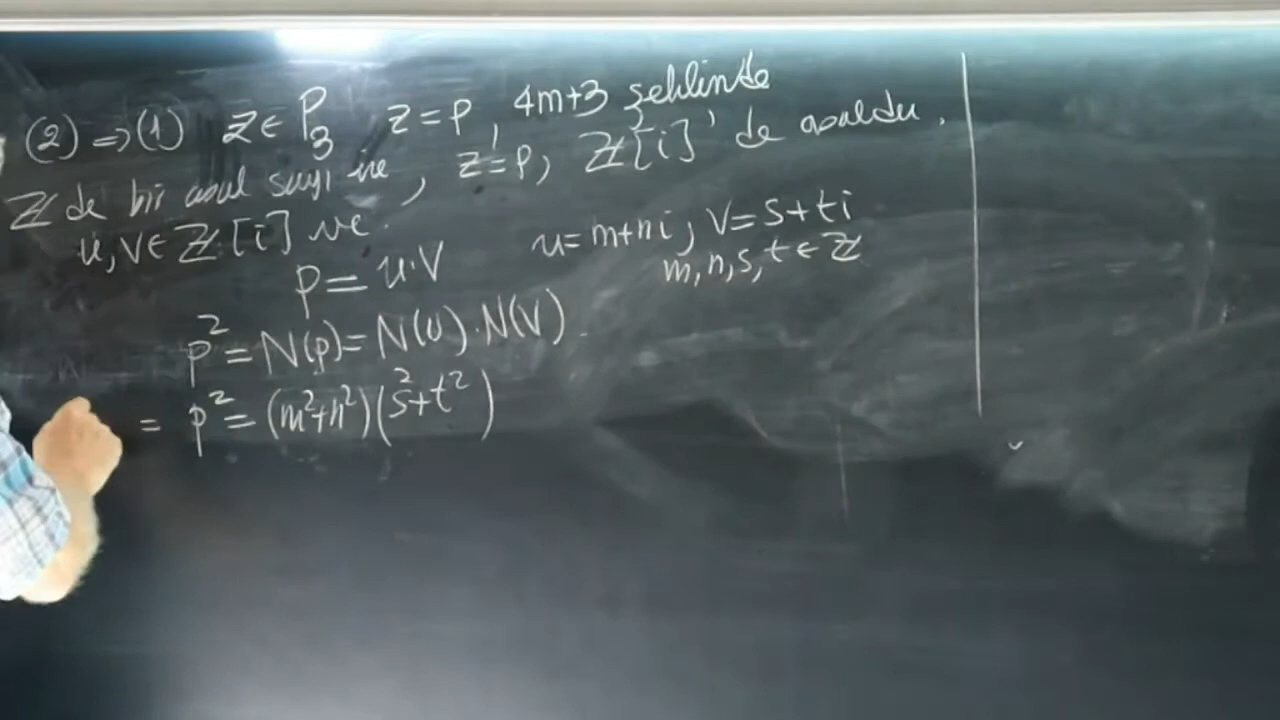 (2) ⇒ (1) z ∈ P₃ z = p, 4m+3 şeklinde
Z de bir asal sayı ise, z = p, Z[i]' de asaldır.
u, v ∈ Z[i] ve u = m+ni, v = s+ti
p = u·v m, n, s, t ∈ Z
p² = N(p) = N(u)·N(v).
= p² = (m²+n²)(s²+t²)